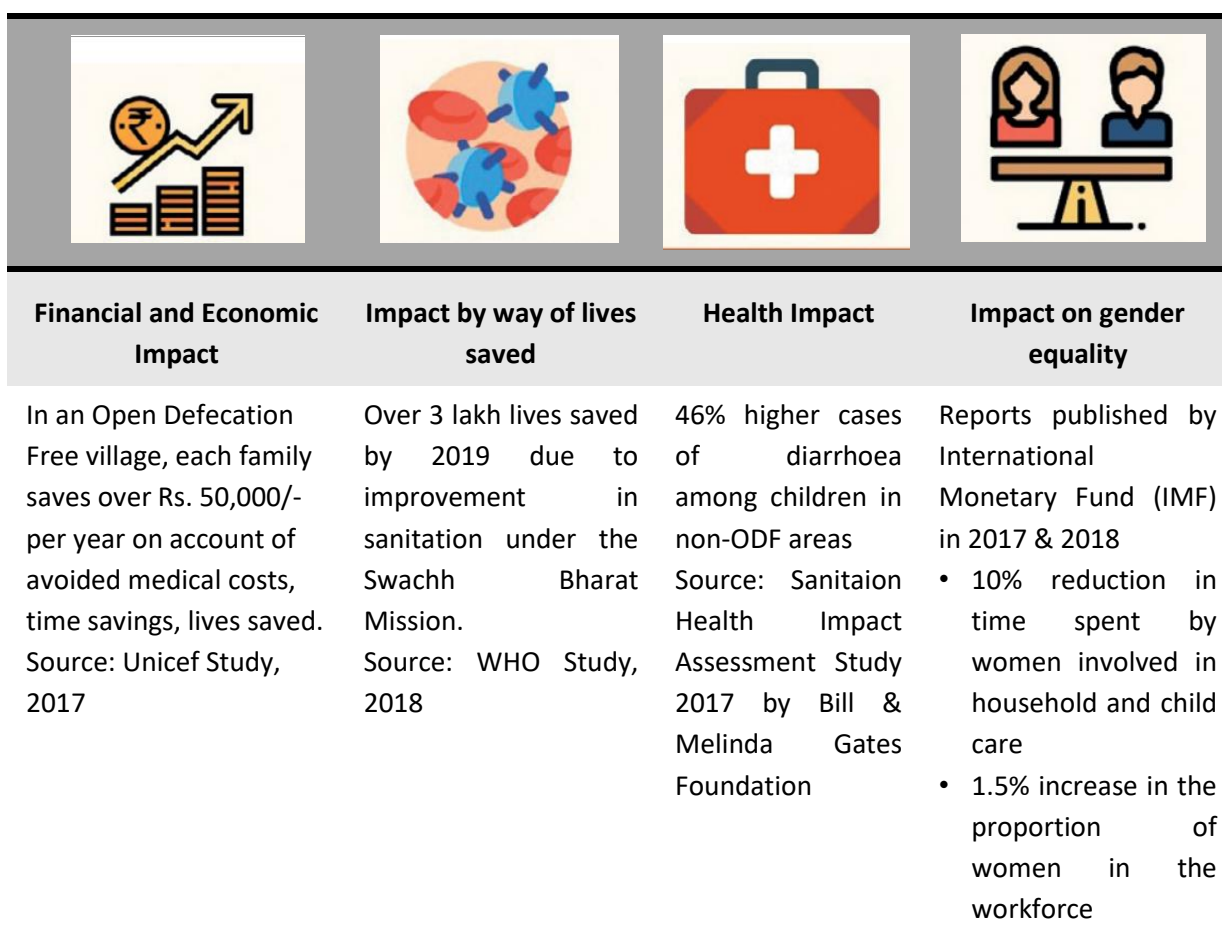 Financial and Economic
Impact
Impact by way of lives
saved
Health Impact
Impact on gender
equality
In an Open Defecation
Free village, each family
saves over Rs. 50,000/-
per year on account of
avoided medical costs,
time savings, lives saved.
Source: Unicef Study,
2017
Over 3 lakh lives saved
by 2019 due to
improvement in
sanitation under the
Swachh Bharat
Mission.
Source: WHO Study,
2018
46% higher cases
of diarrhoea
among children in
non-ODF areas
Source: Sanitaion
Health Impact
Assessment Study
2017 by Bill &
Melinda Gates
Foundation
Reports published by
International
Monetary Fund (IMF)
in 2017 & 2018
• 10% reduction in
time spent by
women involved in
household and child
care
• 1.5% increase in the
proportion of
women in the
workforce